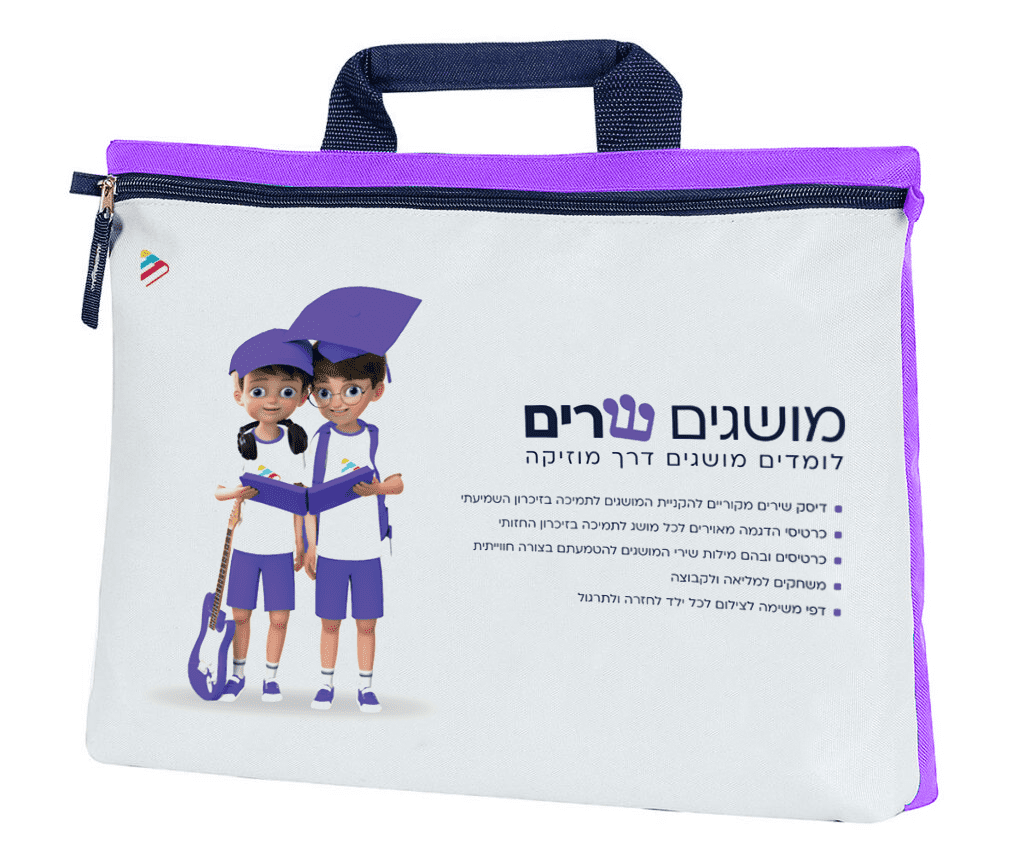 מושגים שרים
לומדים מושגים דרך מוזיקה
דיסק שירים מקוריים להקניית המושגים לתמיכה בזיכרון השמיעתי
כרטיסי הדגמה מאוירים לכל מושג לתמיכה בזיכרון החזותי
כרטיסים ובהם מילות שירי המושגים להטמעתם בצורה חווייתית
משחקים למליאה ולקבוצה
דפי משימה לצילום לכל ילד לחזרה ולתרגול